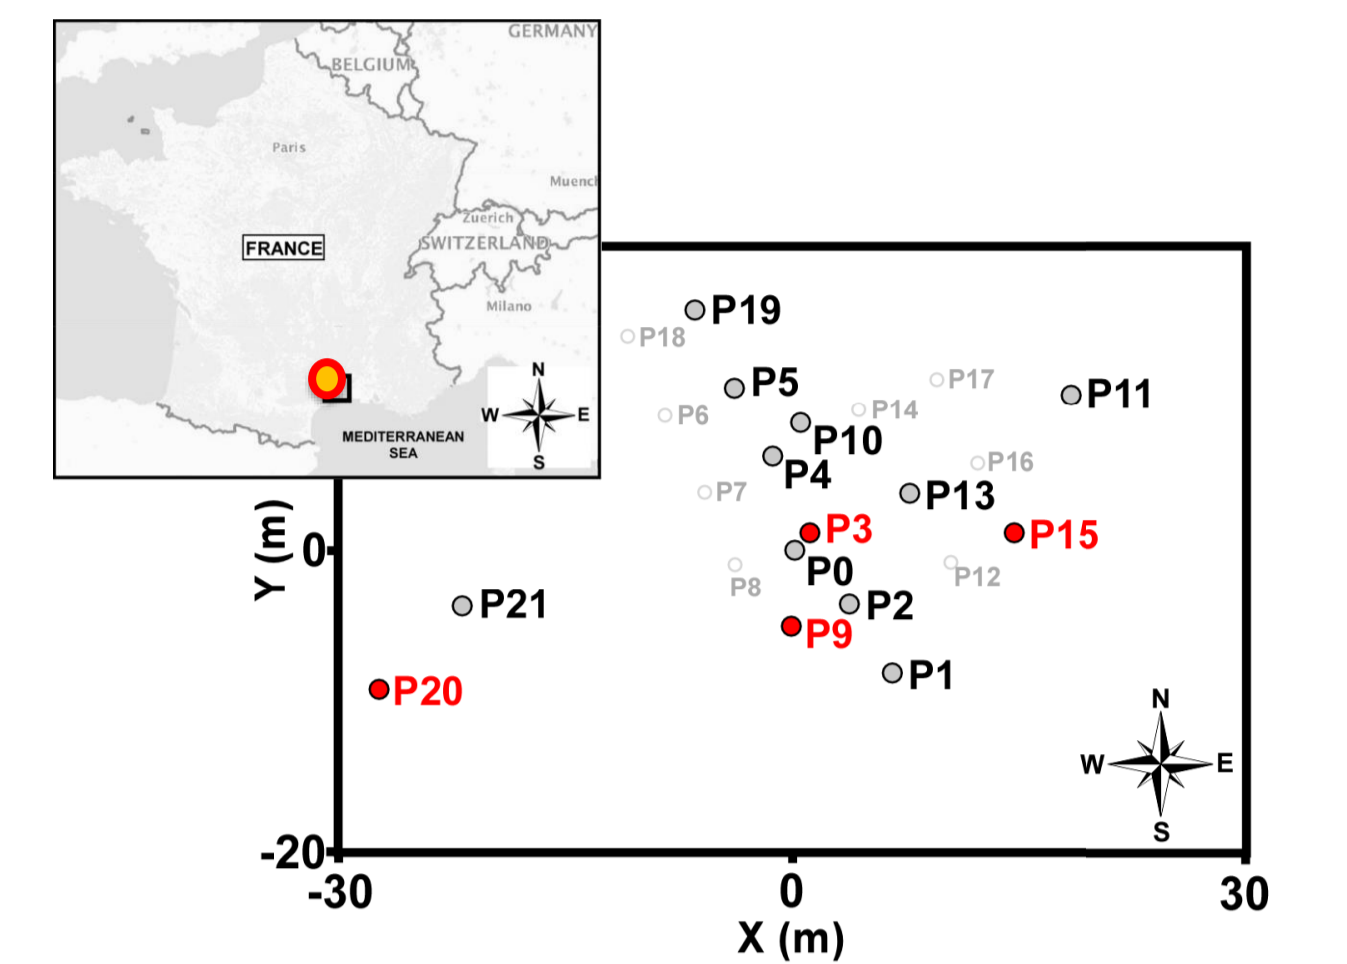 GERMANY
BELGIUM
Paris
Muencl
Zuerich
SWITZERLAND
FRANCE
Milano
N
W
E
S
MEDITERRANEAN
SEA
P19
P18
P5
P17
P11
P6
P14
P10
P4
P16
P7
P13
P3
P15
Y (m)
0
P0
P12
P8
P21
P2
P9
P1
P20
N
W
E
S
-20
-30
0
30
X (m)